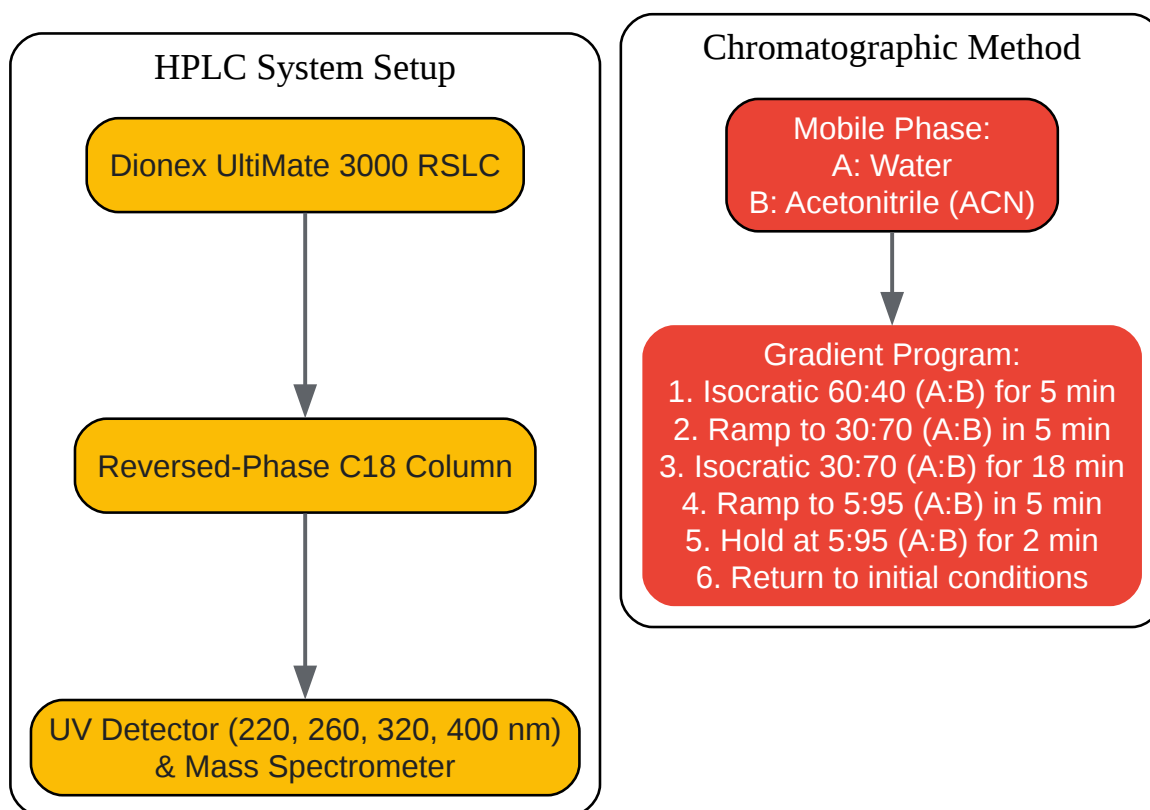 HPLC System Setup
Dionex UltiMate 3000 RSLC
Reversed-Phase C18 Column
UV Detector (220, 260, 320, 400 nm)
& Mass Spectrometer
Chromatographic Method
Mobile Phase:
A: Water
B: Acetonitrile (ACN)
Gradient Program:
1. Isocratic 60:40 (A:B) for 5 min
2. Ramp to 30:70 (A:B) in 5 min
3. Isocratic 30:70 (A:B) for 18 min
4. Ramp to 5:95 (A:B) in 5 min
5. Hold at 5:95 (A:B) for 2 min
6. Return to initial conditions